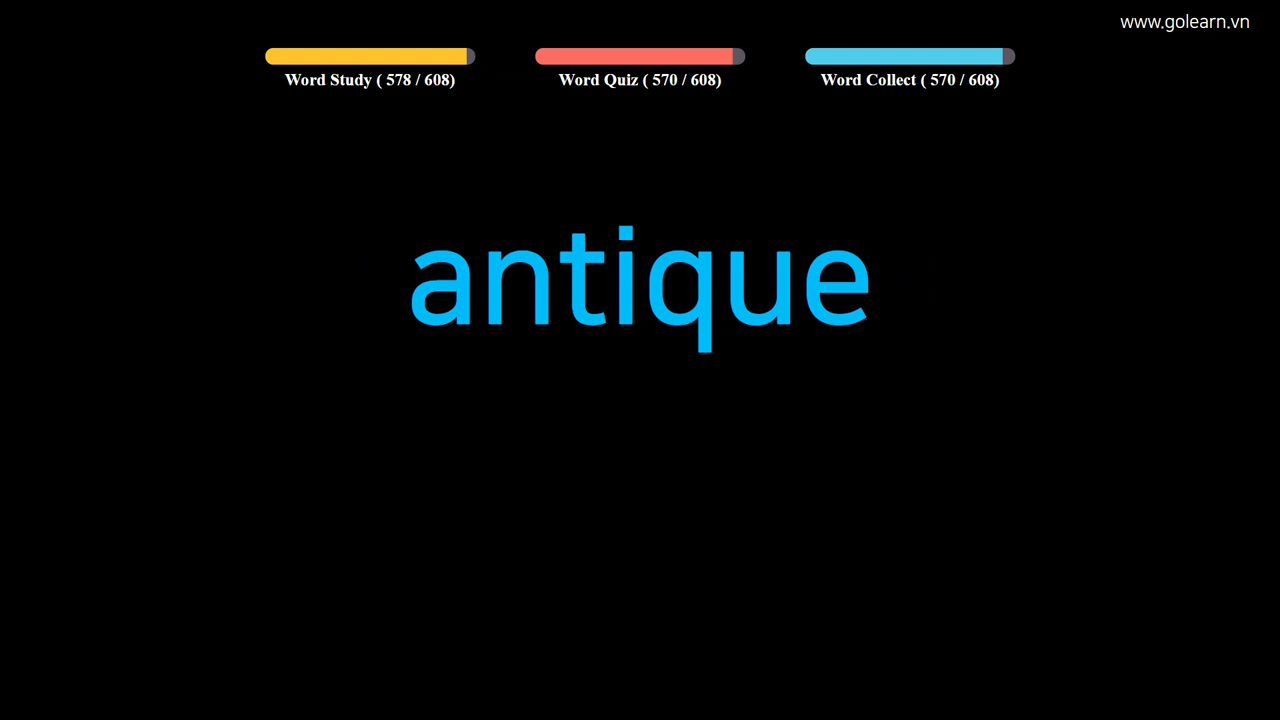 www.golearn.vn
Word Study ( 578 / 608)
Word Quiz ( 570 / 608)
Word Collect ( 570 / 608)
antique